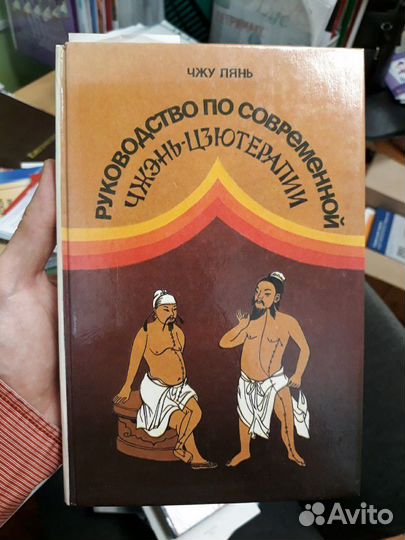 ЧЖУ ЛЯНЬ
РУКОВОДСТВО ПО СОВРЕМЕННОЙ
ЧЖЭНЬ-ЦЗЮТЕРАПИИ
Avito